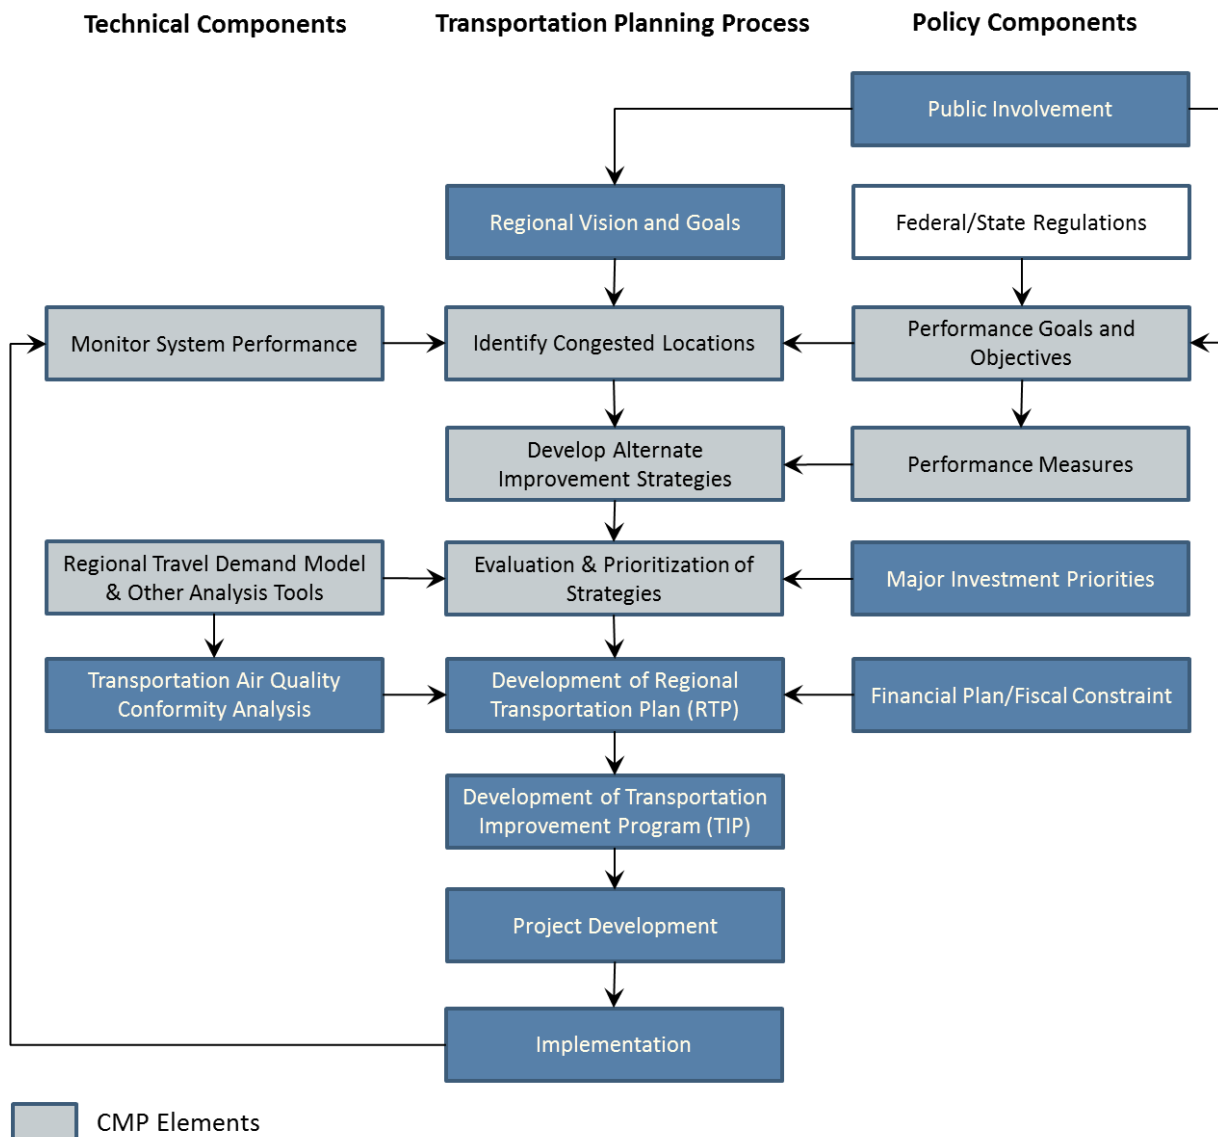 Technical Components
Transportation Planning Process
Policy Components
Public Involvement
Regional Vision and Goals
Federal/State Regulations
Monitor System Performance
Identify Congested Locations
Performance Goals and
Objectives
Develop Alternate
Improvement Strategies
Performance Measures
Regional Travel Demand Model
& Other Analysis Tools
Evaluation & Prioritization of
Strategies
Major Investment Priorities
Transportation Air Quality
Conformity Analysis
Development of Regional
Transportation Plan (RTP)
Financial Plan/Fiscal Constraint
Development of Transportation
Improvement Program (TIP)
Project Development
Implementation
CMP Elements